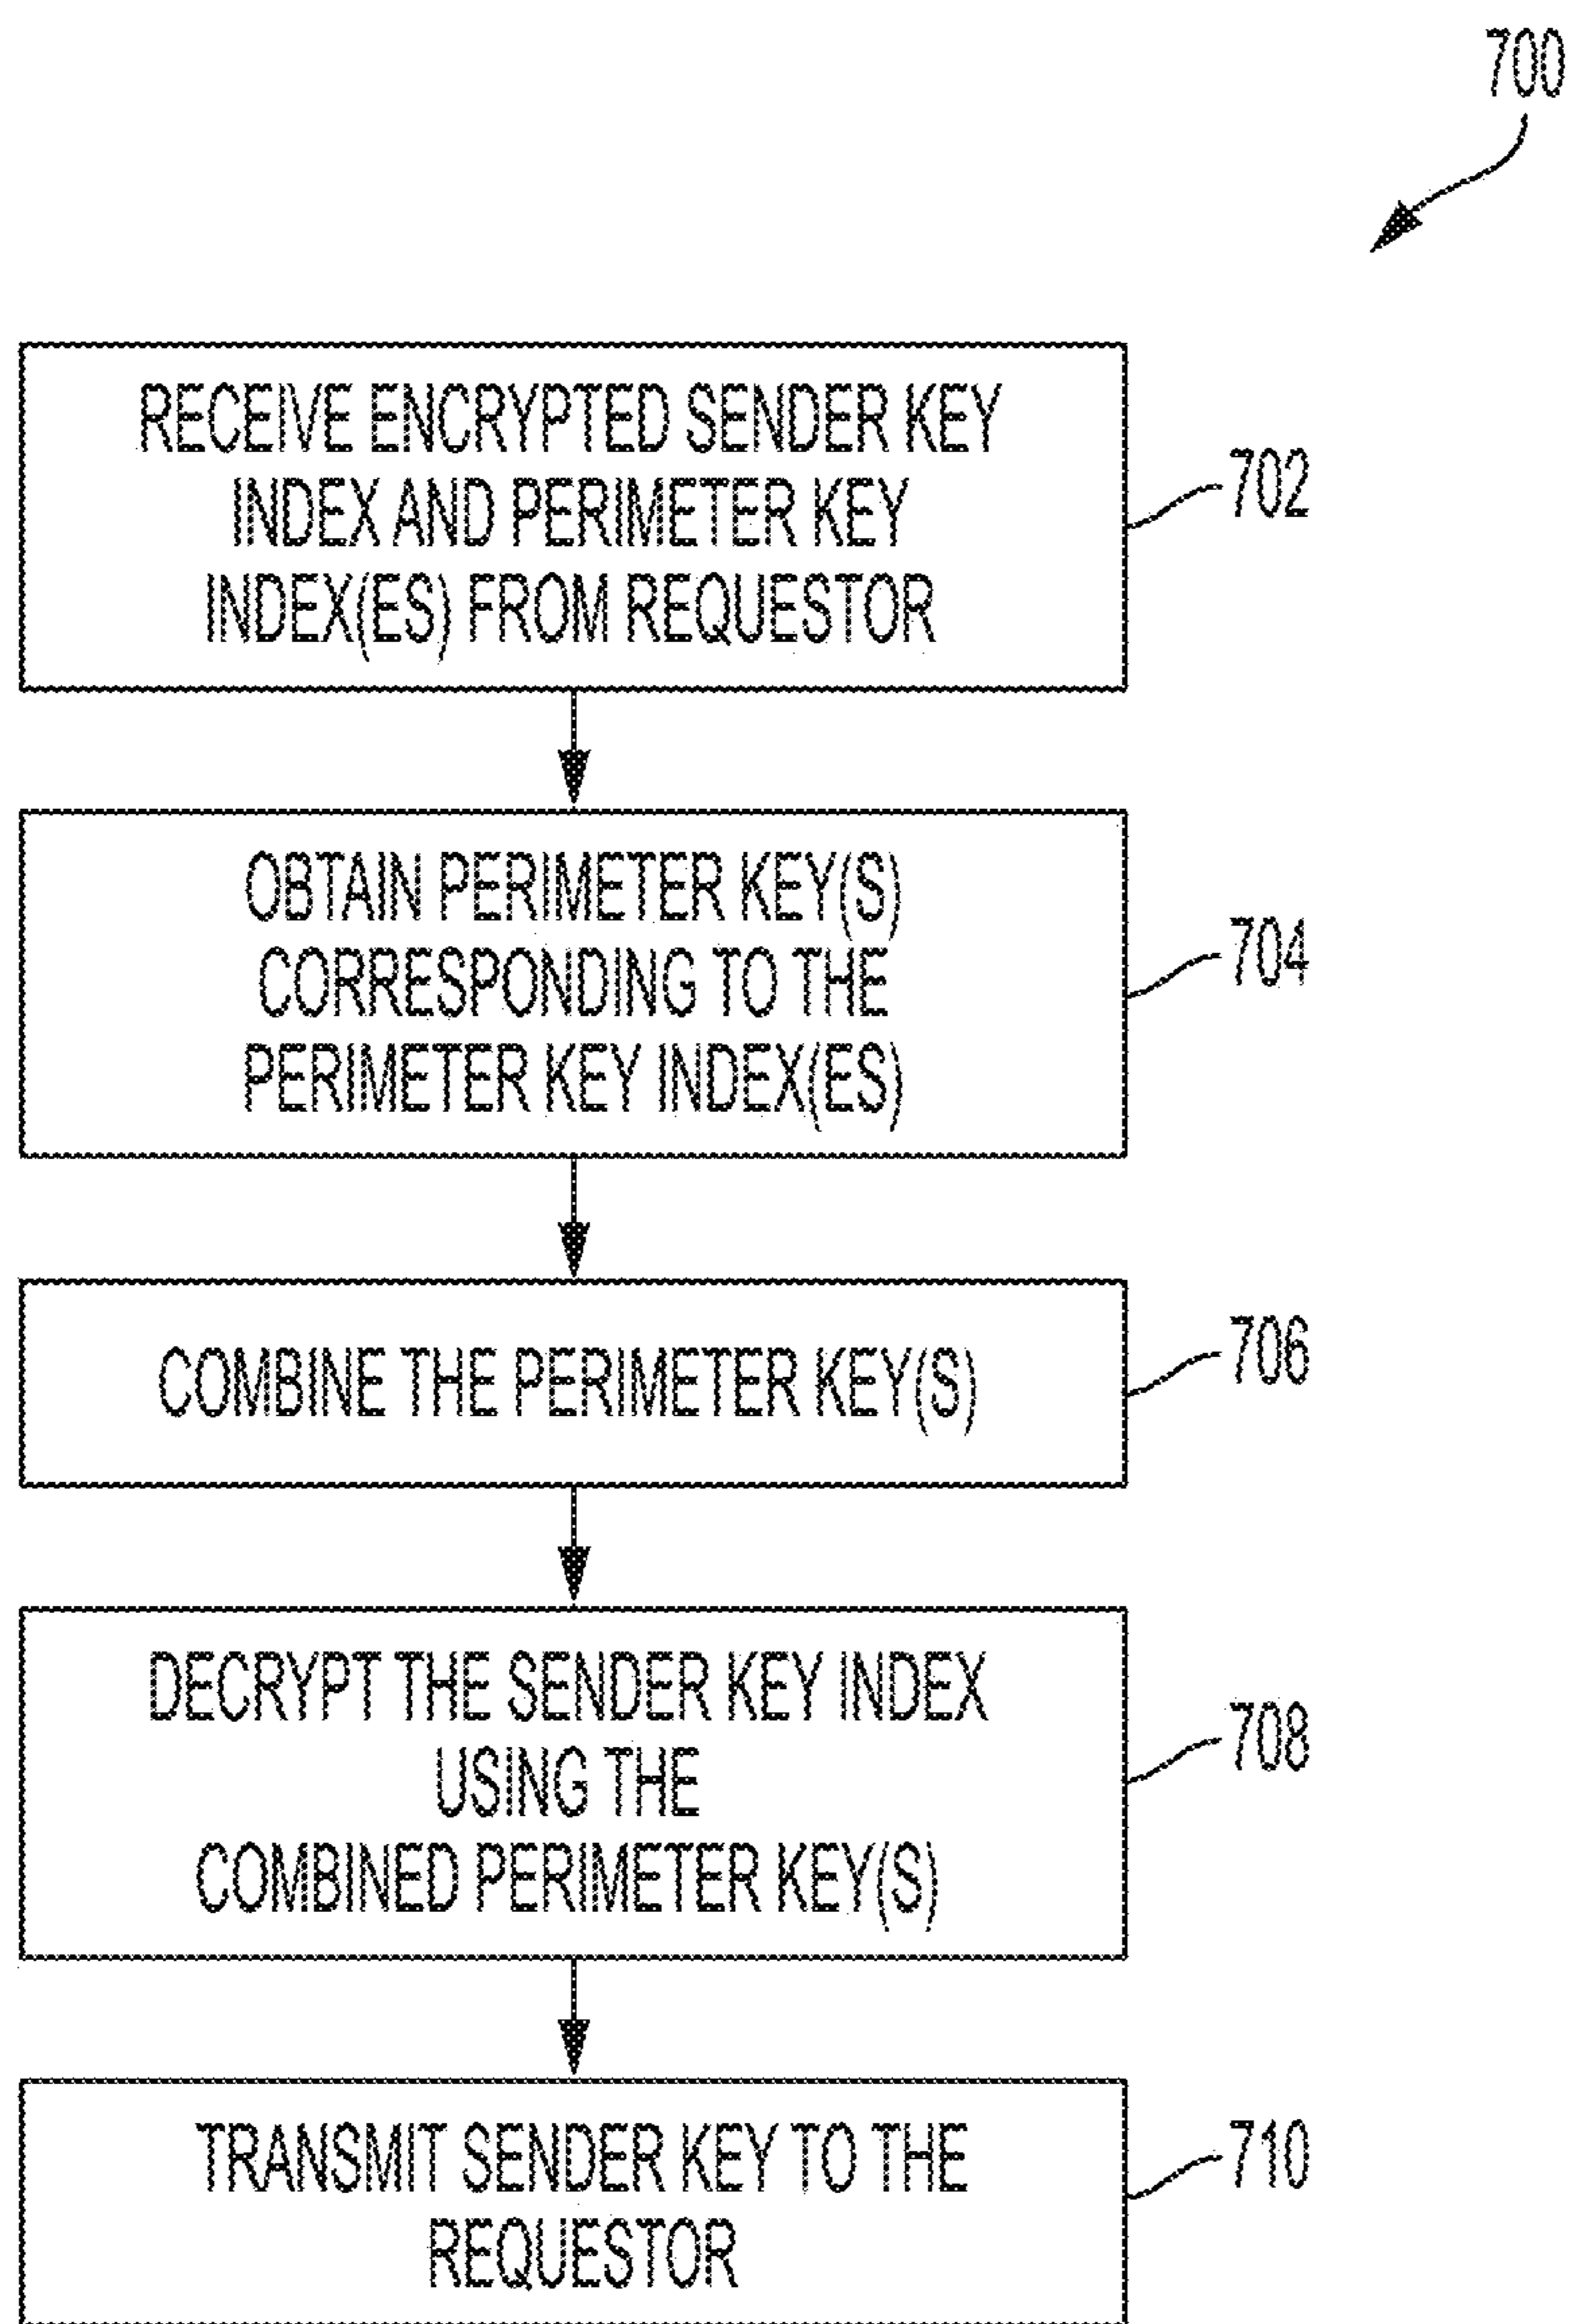 700
RECEIVE ENCRYPTED SENDER KEY
INDEX AND PERIMETER KEY
INDEX(ES) FROM REQUESTOR
702
OBTAIN PERIMETER KEY(S)
CORRESPONDING TO THE
PERIMETER KEY INDEX(ES)
704
COMBINE THE PERIMETER KEY(S)
706
DECRYPT THE SENDER KEY INDEX
USING THE
COMBINED PERIMETER KEY(S)
708
TRANSMIT SENDER KEY TO THE
REQUESTOR
710